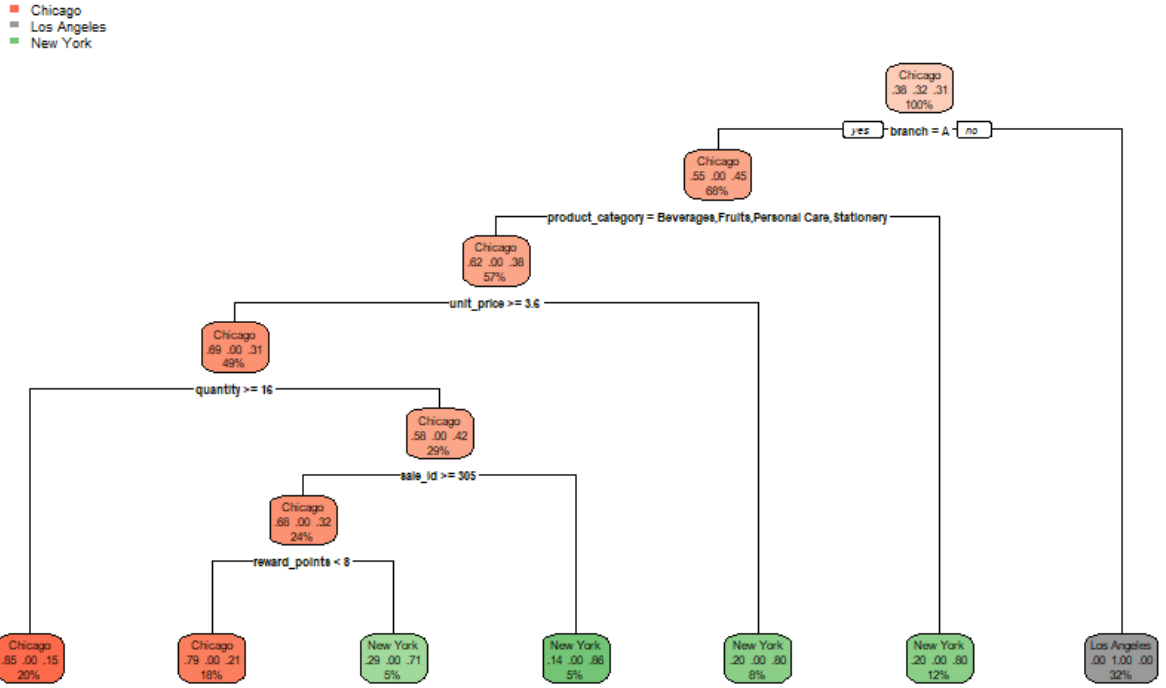 Chicago
Los Angeles
New York
Chicago
.38 .32 .31
100%
yes branch = A no
Chicago
.55 .00 .45
68%
product_category = Beverages,Fruits,Personal Care,Stationery
Chicago
.62 .00 .38
57%
unit_price >= 3.6
Chicago
.69 .00 .31
49%
quantity >= 16
Chicago
.58 .00 .42
29%
sale_id >= 305
Chicago
.68 .00 .32
24%
reward_points < 8
Chicago
.85 .00 .15
20%
Chicago
.79 .00 .21
18%
New York
.29 .00 .71
5%
New York
.14 .00 .86
5%
New York
.20 .00 .80
8%
New York
.20 .00 .80
12%
Los Angeles
.00 1.00 .00
32%